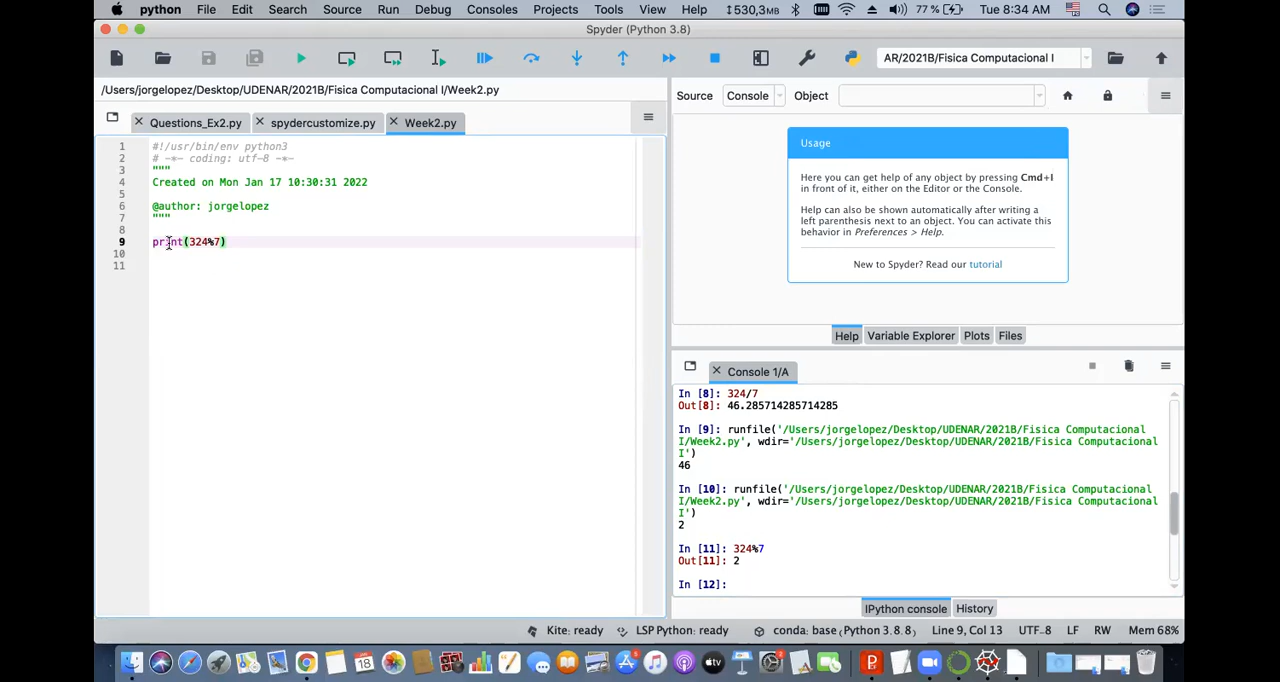 python File Edit Search Source Run Debug Consoles Projects Tools View Help 530,3MB 77 % Tue 8:34 AM
Spyder (Python 3.8)
AR/2021B/Fisica Computacional I
/Users/jorgelopez/Desktop/UDENAR/2021B/Fisica Computacional I/Week2.py
Source Console Object
Questions_Ex2.py spydercustomize.py Week2.py
1 #!/usr/bin/env python3
2 # -*- coding: utf-8 -*-
3 """
4 Created on Mon Jan 17 10:30:31 2022
5
6 @author: jorgelopez
7 """
8
9 print(324%7)
10
11
Usage
Here you can get help of any object by pressing Cmd+I
in front of it, either on the Editor or the Console.
Help can also be shown automatically after writing a
left parenthesis next to an object. You can activate this
behavior in Preferences > Help.
New to Spyder? Read our tutorial
Help Variable Explorer Plots Files
Console 1/A
In [8]: 324/7
Out[8]: 46.285714285714285
In [9]: runfile('/Users/jorgelopez/Desktop/UDENAR/2021B/Fisica Computacional
I/Week2.py', wdir='/Users/jorgelopez/Desktop/UDENAR/2021B/Fisica Computacional
I')
46
In [10]: runfile('/Users/jorgelopez/Desktop/UDENAR/2021B/Fisica Computacional
I/Week2.py', wdir='/Users/jorgelopez/Desktop/UDENAR/2021B/Fisica Computacional
I')
2
In [11]: 324%7
Out[11]: 2
In [12]:
IPython console History
Kite: ready LSP Python: ready conda: base (Python 3.8.8) Line 9, Col 13 UTF-8 LF RW Mem 68%
18
tv